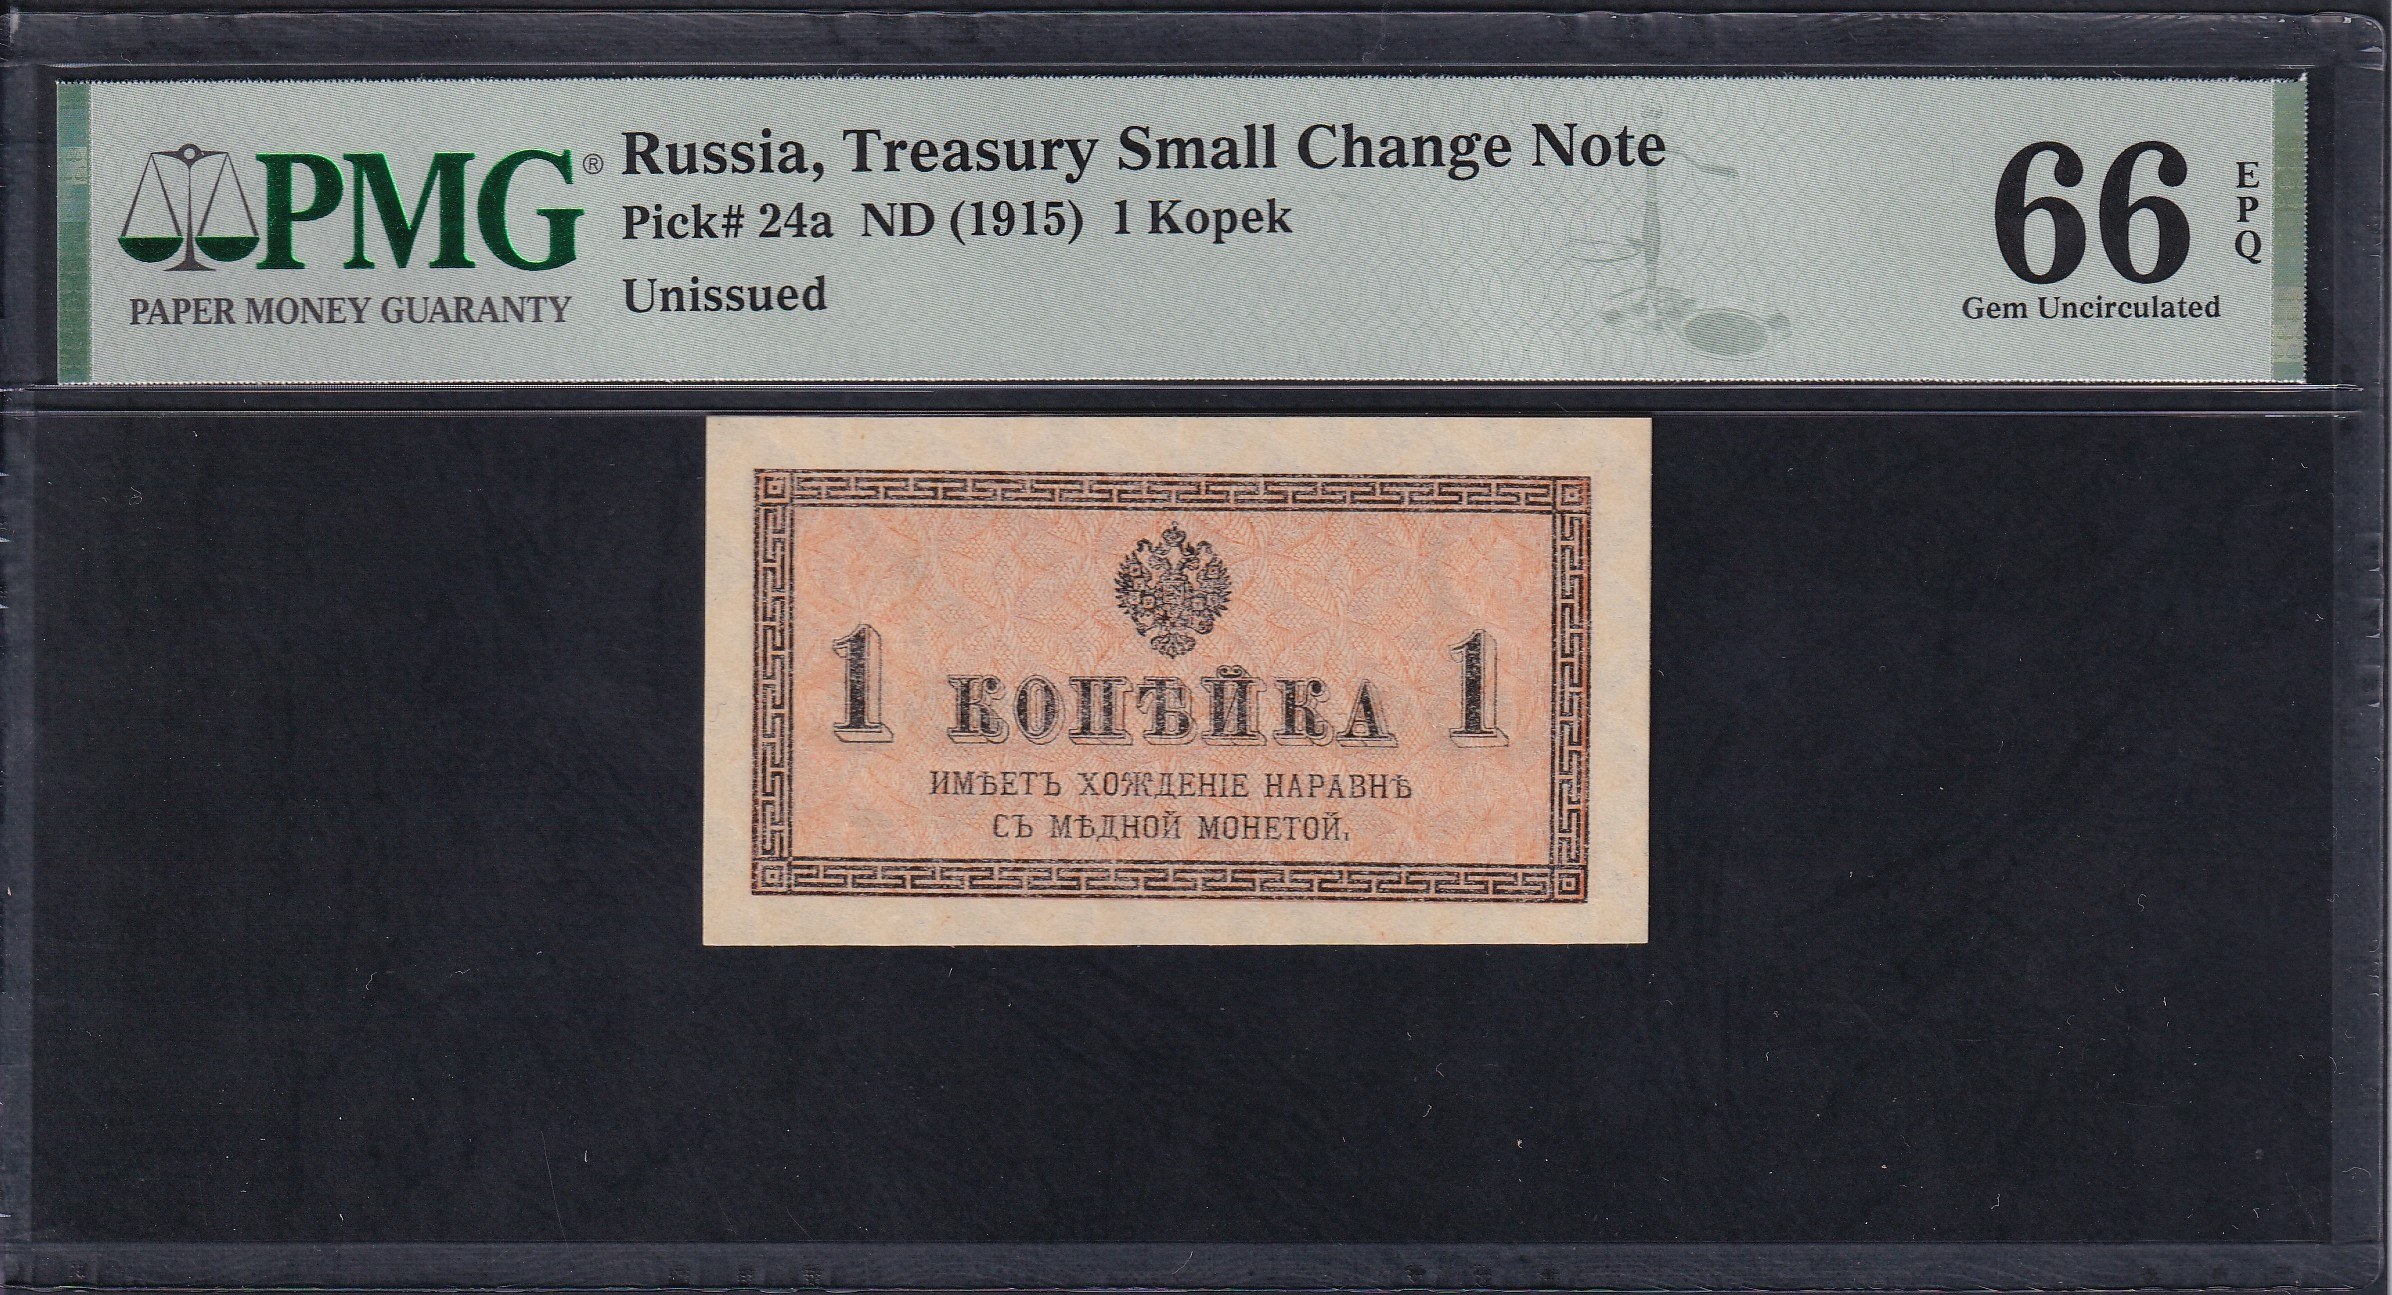 PMG®
PAPER MONEY GUARANTY
Russia, Treasury Small Change Note
Pick# 24a ND (1915) 1 Kopek
Unissued
66
EPQ
Gem Uncirculated
1 КОПѢЙКА 1
ИМѢЕТЪ ХОЖДЕНІЕ НАРАВНѢ
СЪ МѢДНОЙ МОНЕТОЙ.